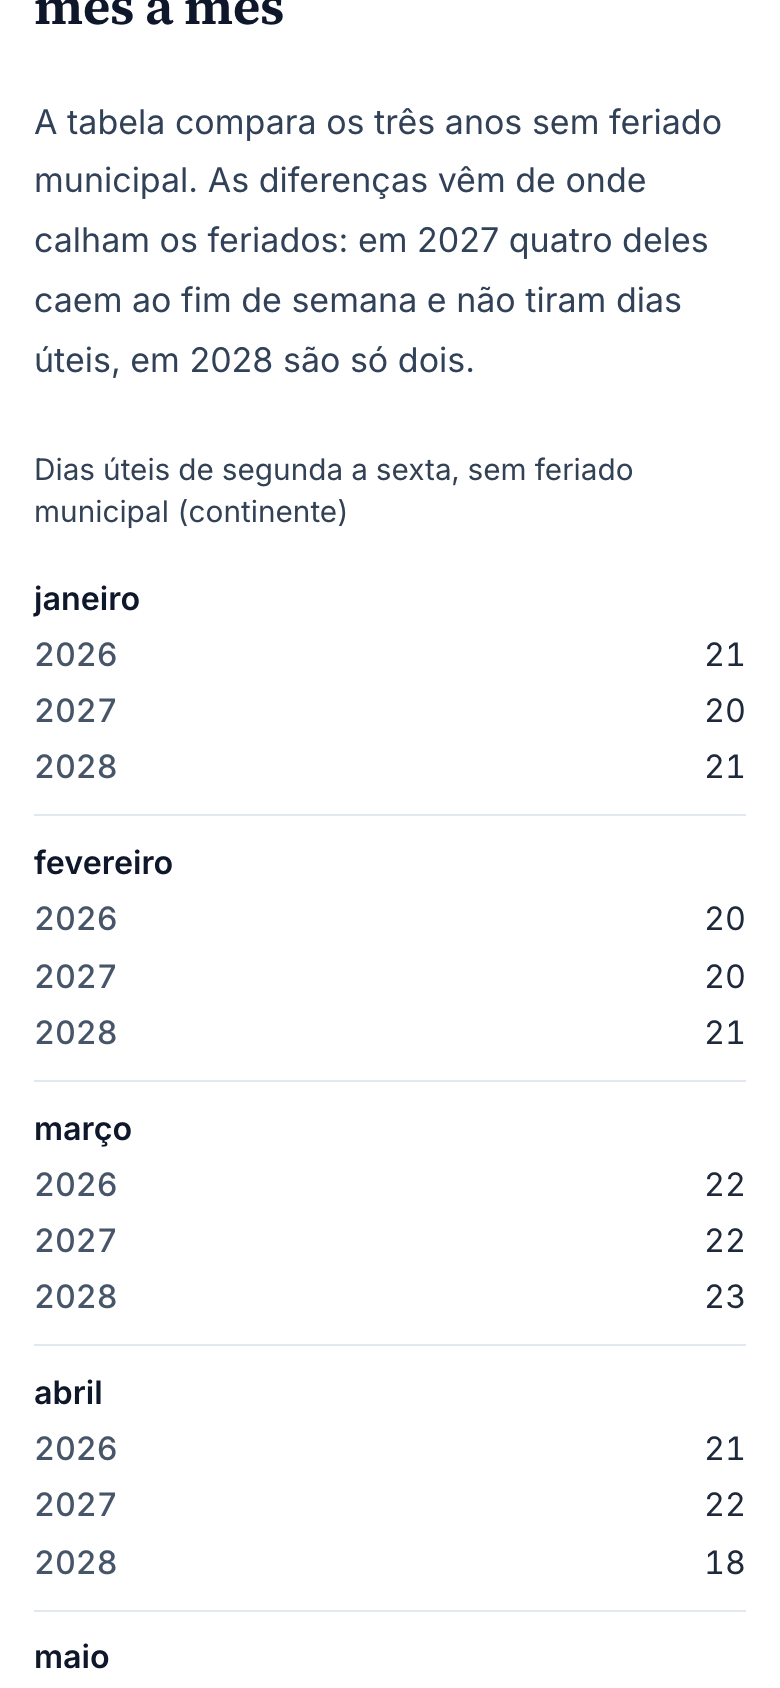 mês a mês
A tabela compara os três anos sem feriado
municipal. As diferenças vêm de onde
calham os feriados: em 2027 quatro deles
caem ao fim de semana e não tiram dias
úteis, em 2028 são só dois.
Dias úteis de segunda a sexta, sem feriado
municipal (continente)
janeiro
2026 21
2027 20
2028 21
fevereiro
2026 20
2027 20
2028 21
março
2026 22
2027 22
2028 23
abril
2026 21
2027 22
2028 18
maio